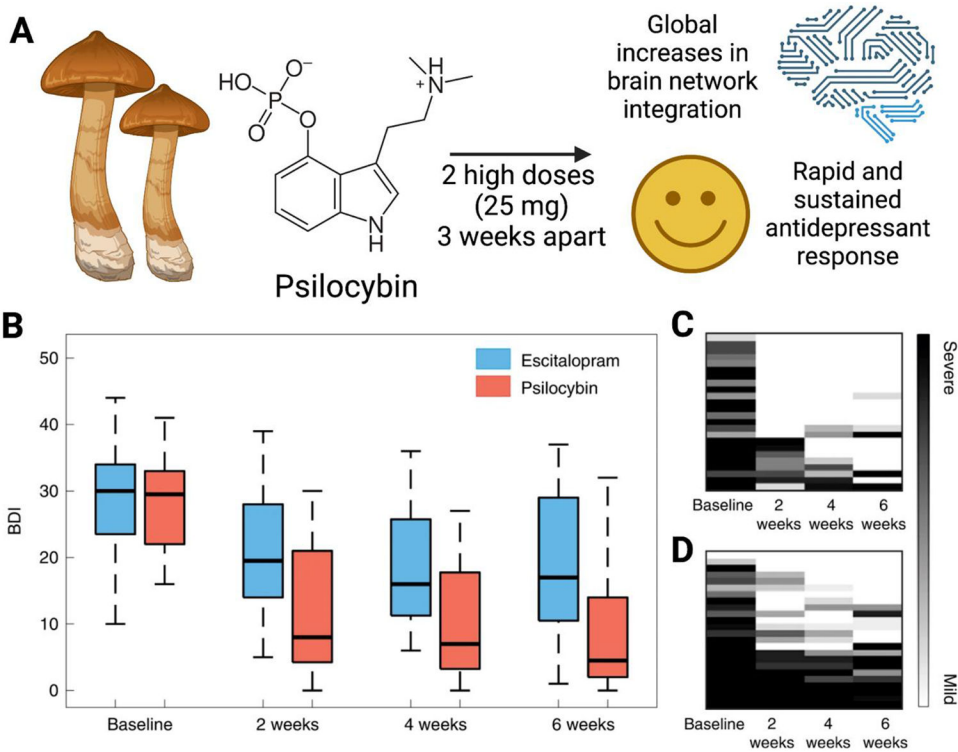 A
HO
O⁻
P
O
O
H
N
+
N
H
Psilocybin
2 high doses
(25 mg)
3 weeks apart
Global
increases in
brain network
integration
Rapid and
sustained
antidepressant
response
B
50
40
30
20
10
0
BDI
Escitalopram
Psilocybin
Baseline
2 weeks
4 weeks
6 weeks
C
Baseline
2
weeks
4
weeks
6
weeks
D
Baseline
2
weeks
4
weeks
6
weeks
Severe
Mild